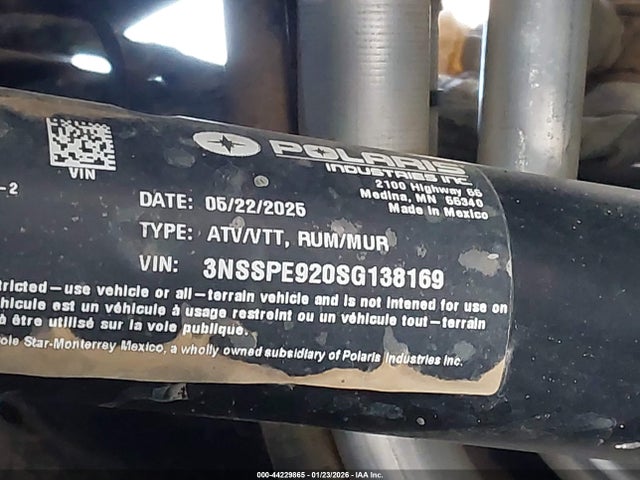 VIN
-2
POLARIS
INDUSTRIES INC.
2100 Highway 55
Medina, MN 55340
Made in Mexico
DATE: 05/22/2025
TYPE: ATV/VTT, RUM/MUR
VIN: 3NSSPE920SG138169
tricted-use vehicle or all-terrain vehicle and is not intened for use on
hicule est un véhicule à usage restreint ou un véhicule tout-terrain
à être utilisé sur la voie publique.
ole Star-Monterrey Mexico, a wholly owned subsidiary of Polaris Industries Inc.
000-44229865 - 01/23/2026 - IAA Inc.